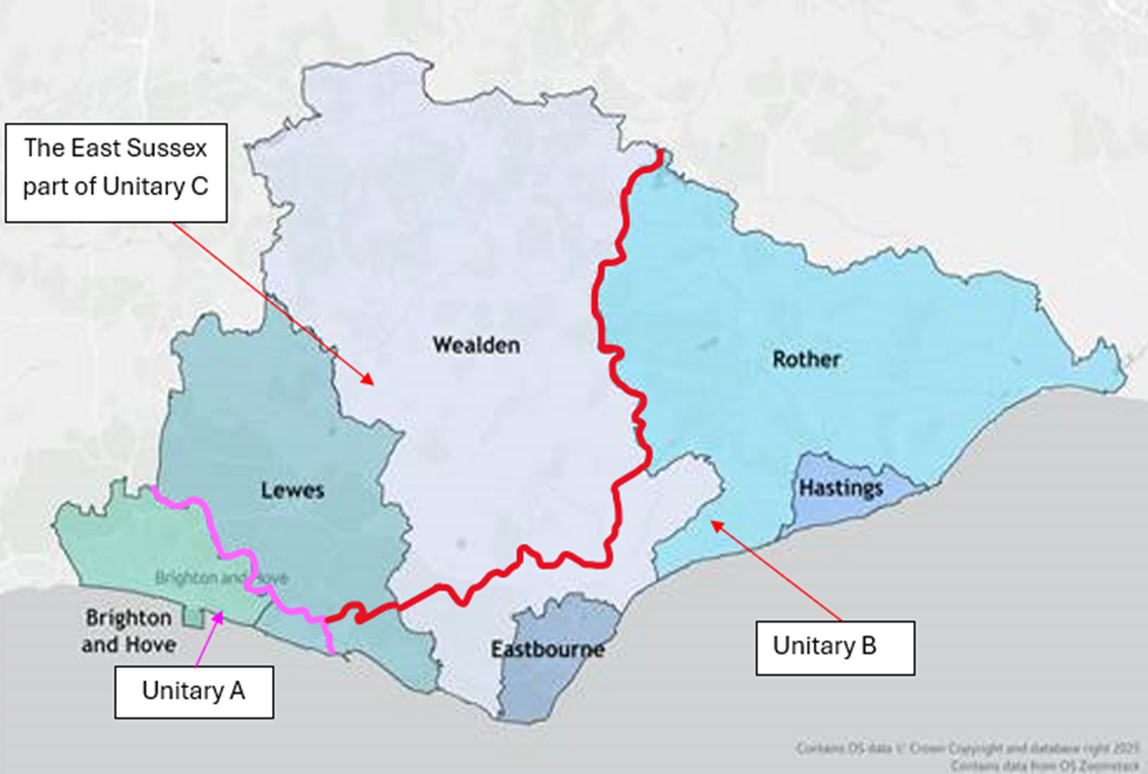 The East Sussex
part of Unitary C
Wealden
Rother
Lewes
Hastings
Brighton and Hove
Brighton
and Hove
Eastbourne
Unitary B
Unitary A
Contains OS data © Crown Copyright and database right 2025
Contains data from OS Zoomstack